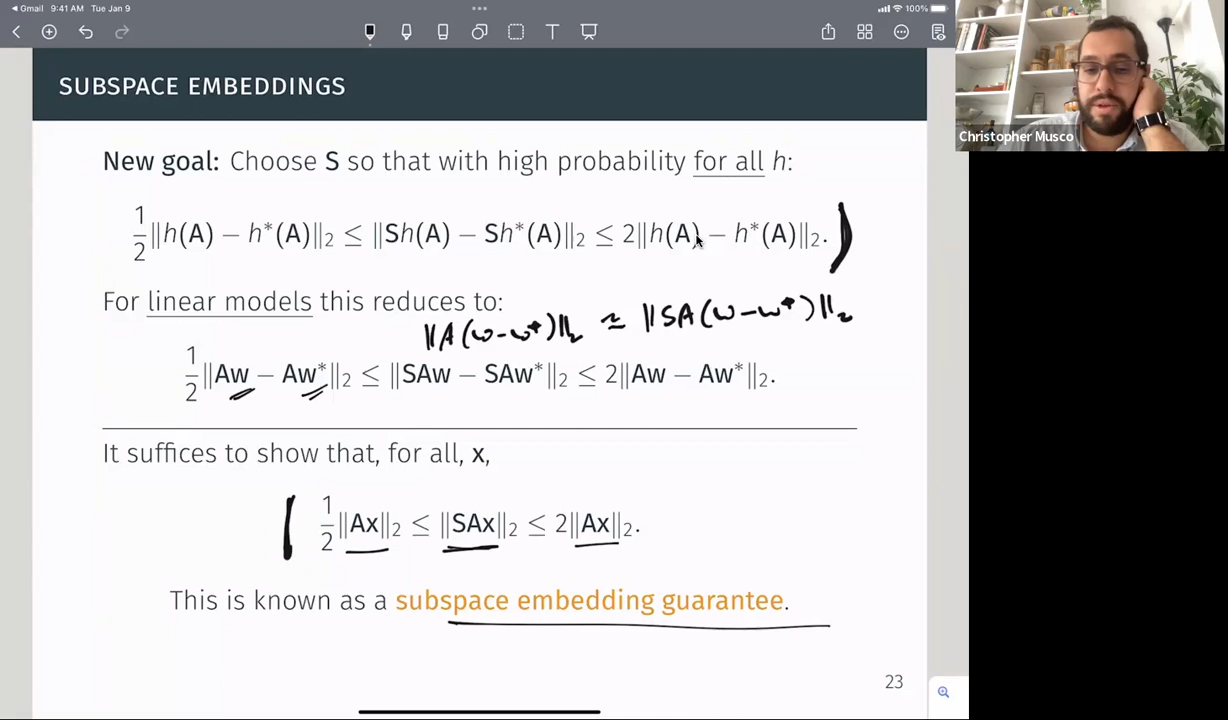 Gmail 9:41 AM Tue Jan 9
100%
SUBSPACE EMBEDDINGS
Christopher Musco
New goal: Choose S so that with high probability for all h:
1/2 ‖h(A) − h*(A)‖₂ ≤ ‖Sh(A) − Sh*(A)‖₂ ≤ 2‖h(A) − h*(A)‖₂.
For linear models this reduces to:
‖A(w-w*)‖₂ ≈ ‖SA(w-w*)‖₂
1/2 ‖Aw − Aw*‖₂ ≤ ‖SAw − SAw*‖₂ ≤ 2‖Aw − Aw*‖₂.
It suffices to show that, for all, x,
1/2 ‖Ax‖₂ ≤ ‖SAx‖₂ ≤ 2‖Ax‖₂.
This is known as a subspace embedding guarantee.
23